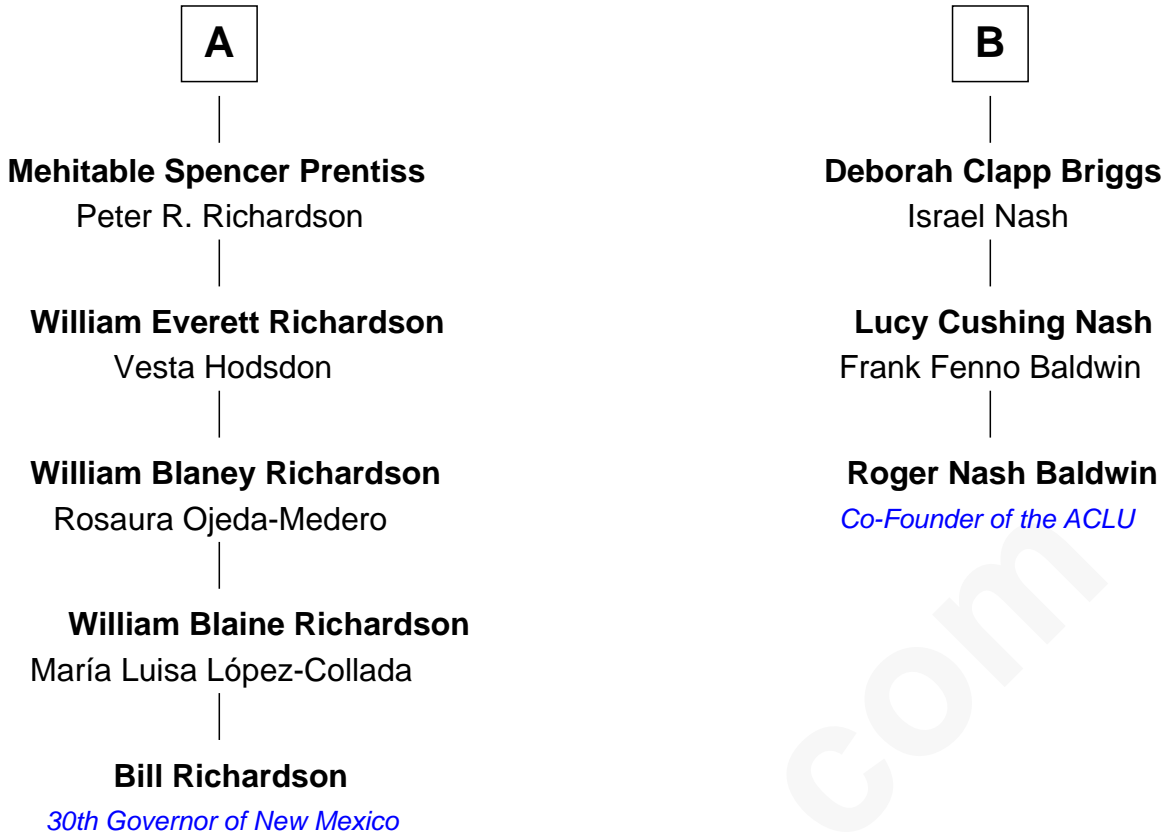 A
Mehitable Spencer Prentiss
Peter R. Richardson
William Everett Richardson
Vesta Hodsdon
William Blaney Richardson
Rosaura Ojeda-Medero
William Blaine Richardson
María Luisa López-Collada
Bill Richardson
30th Governor of New Mexico
B
Deborah Clapp Briggs
Israel Nash
Lucy Cushing Nash
Frank Fenno Baldwin
Roger Nash Baldwin
Co-Founder of the ACLU
com